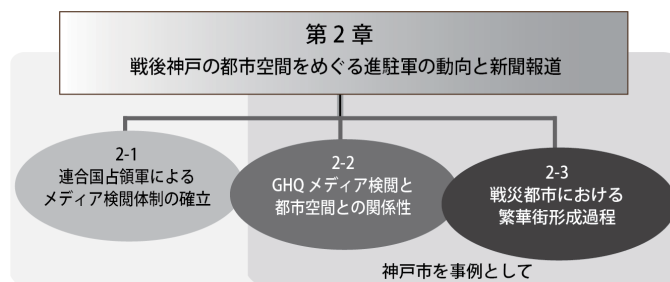 第 2 章
戦後神戸の都市空間をめぐる進駐軍の動向と新聞報道
2-1
連合国占領軍による
メディア検閲体制の確立
2-2
GHQ メディア検閲と
都市空間との関係性
2-3
戦災都市における
繁華街形成過程
神戸市を事例として